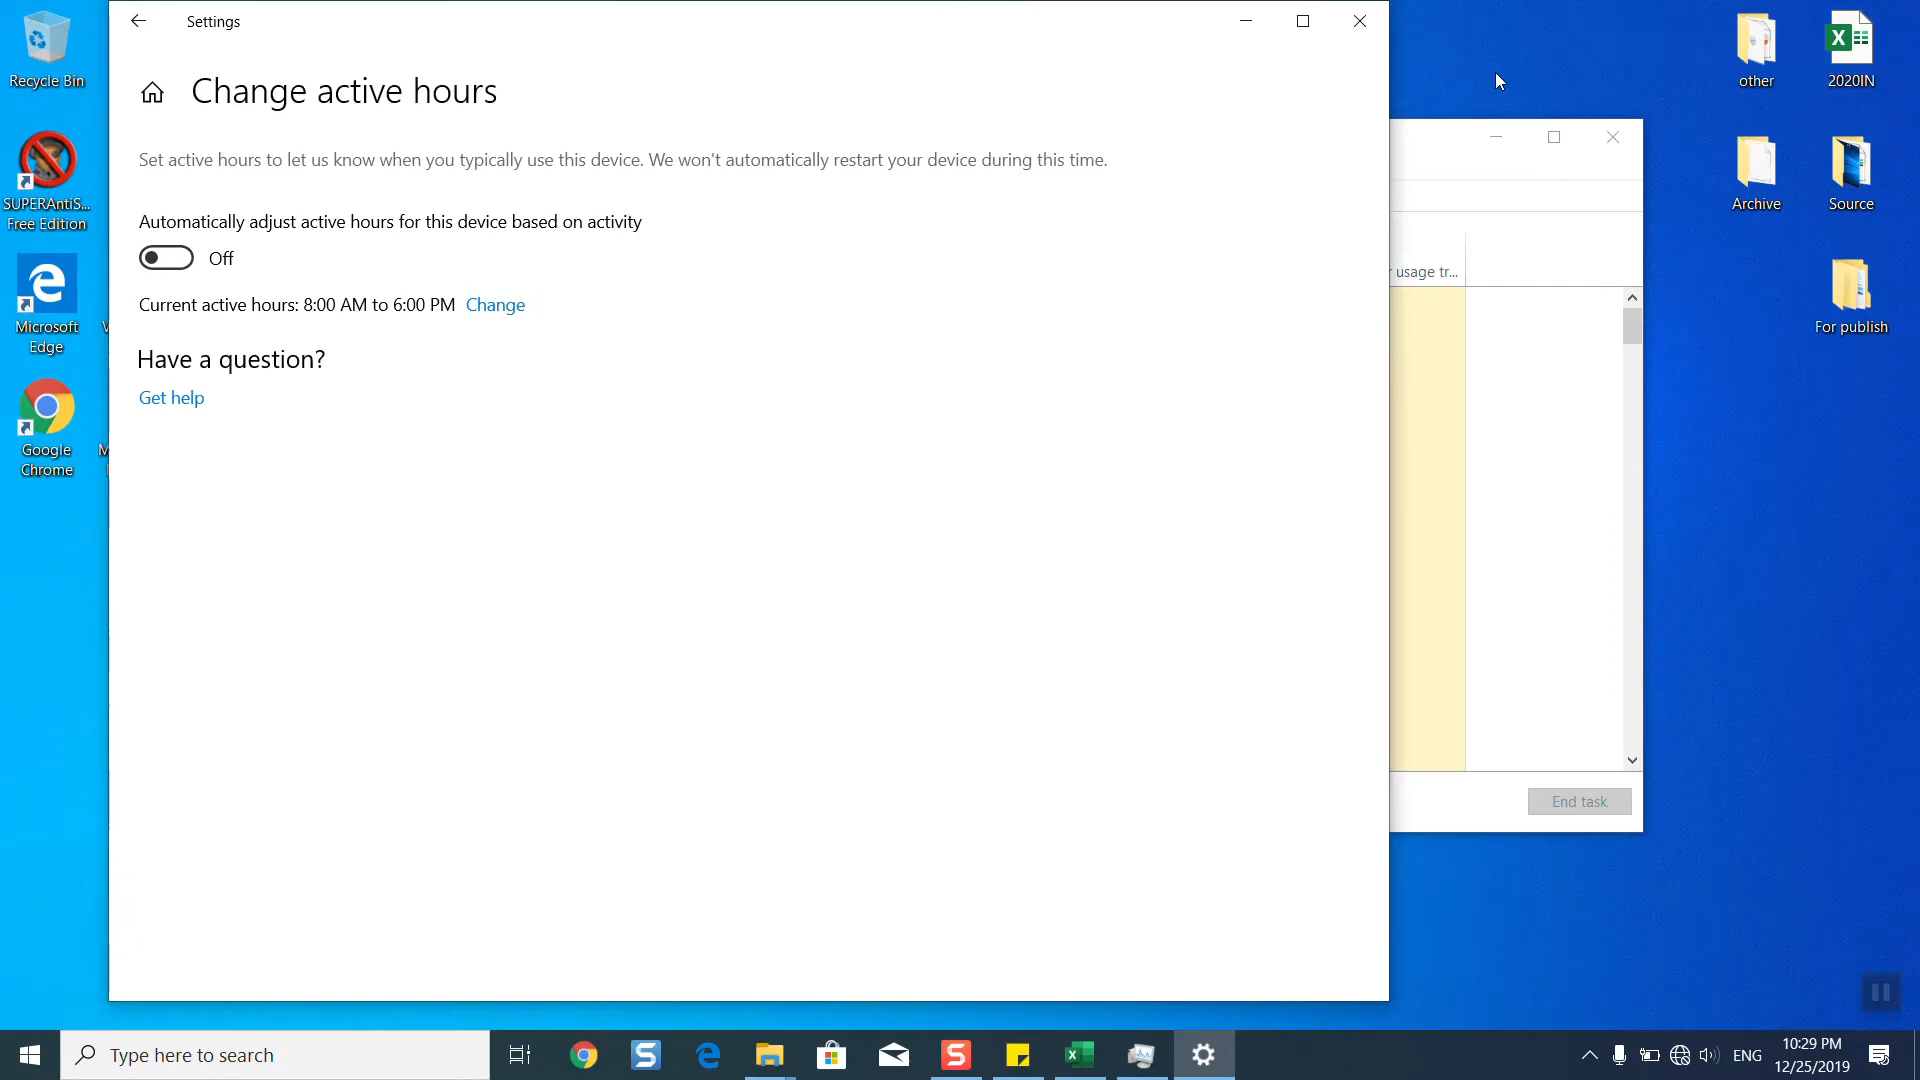 Settings
Change active hours
Set active hours to let us know when you typically use this device. We won't automatically restart your device during this time.
Automatically adjust active hours for this device based on activity
Off
Current active hours: 8:00 AM to 6:00 PM Change
Have a question?
Get help
Recycle Bin
SUPERAntiS...
Free Edition
Microsoft
Edge
Google
Chrome
usage tr...
End task
other
2020IN
Archive
Source
For publish
Type here to search
ENG
10:29 PM
12/25/2019